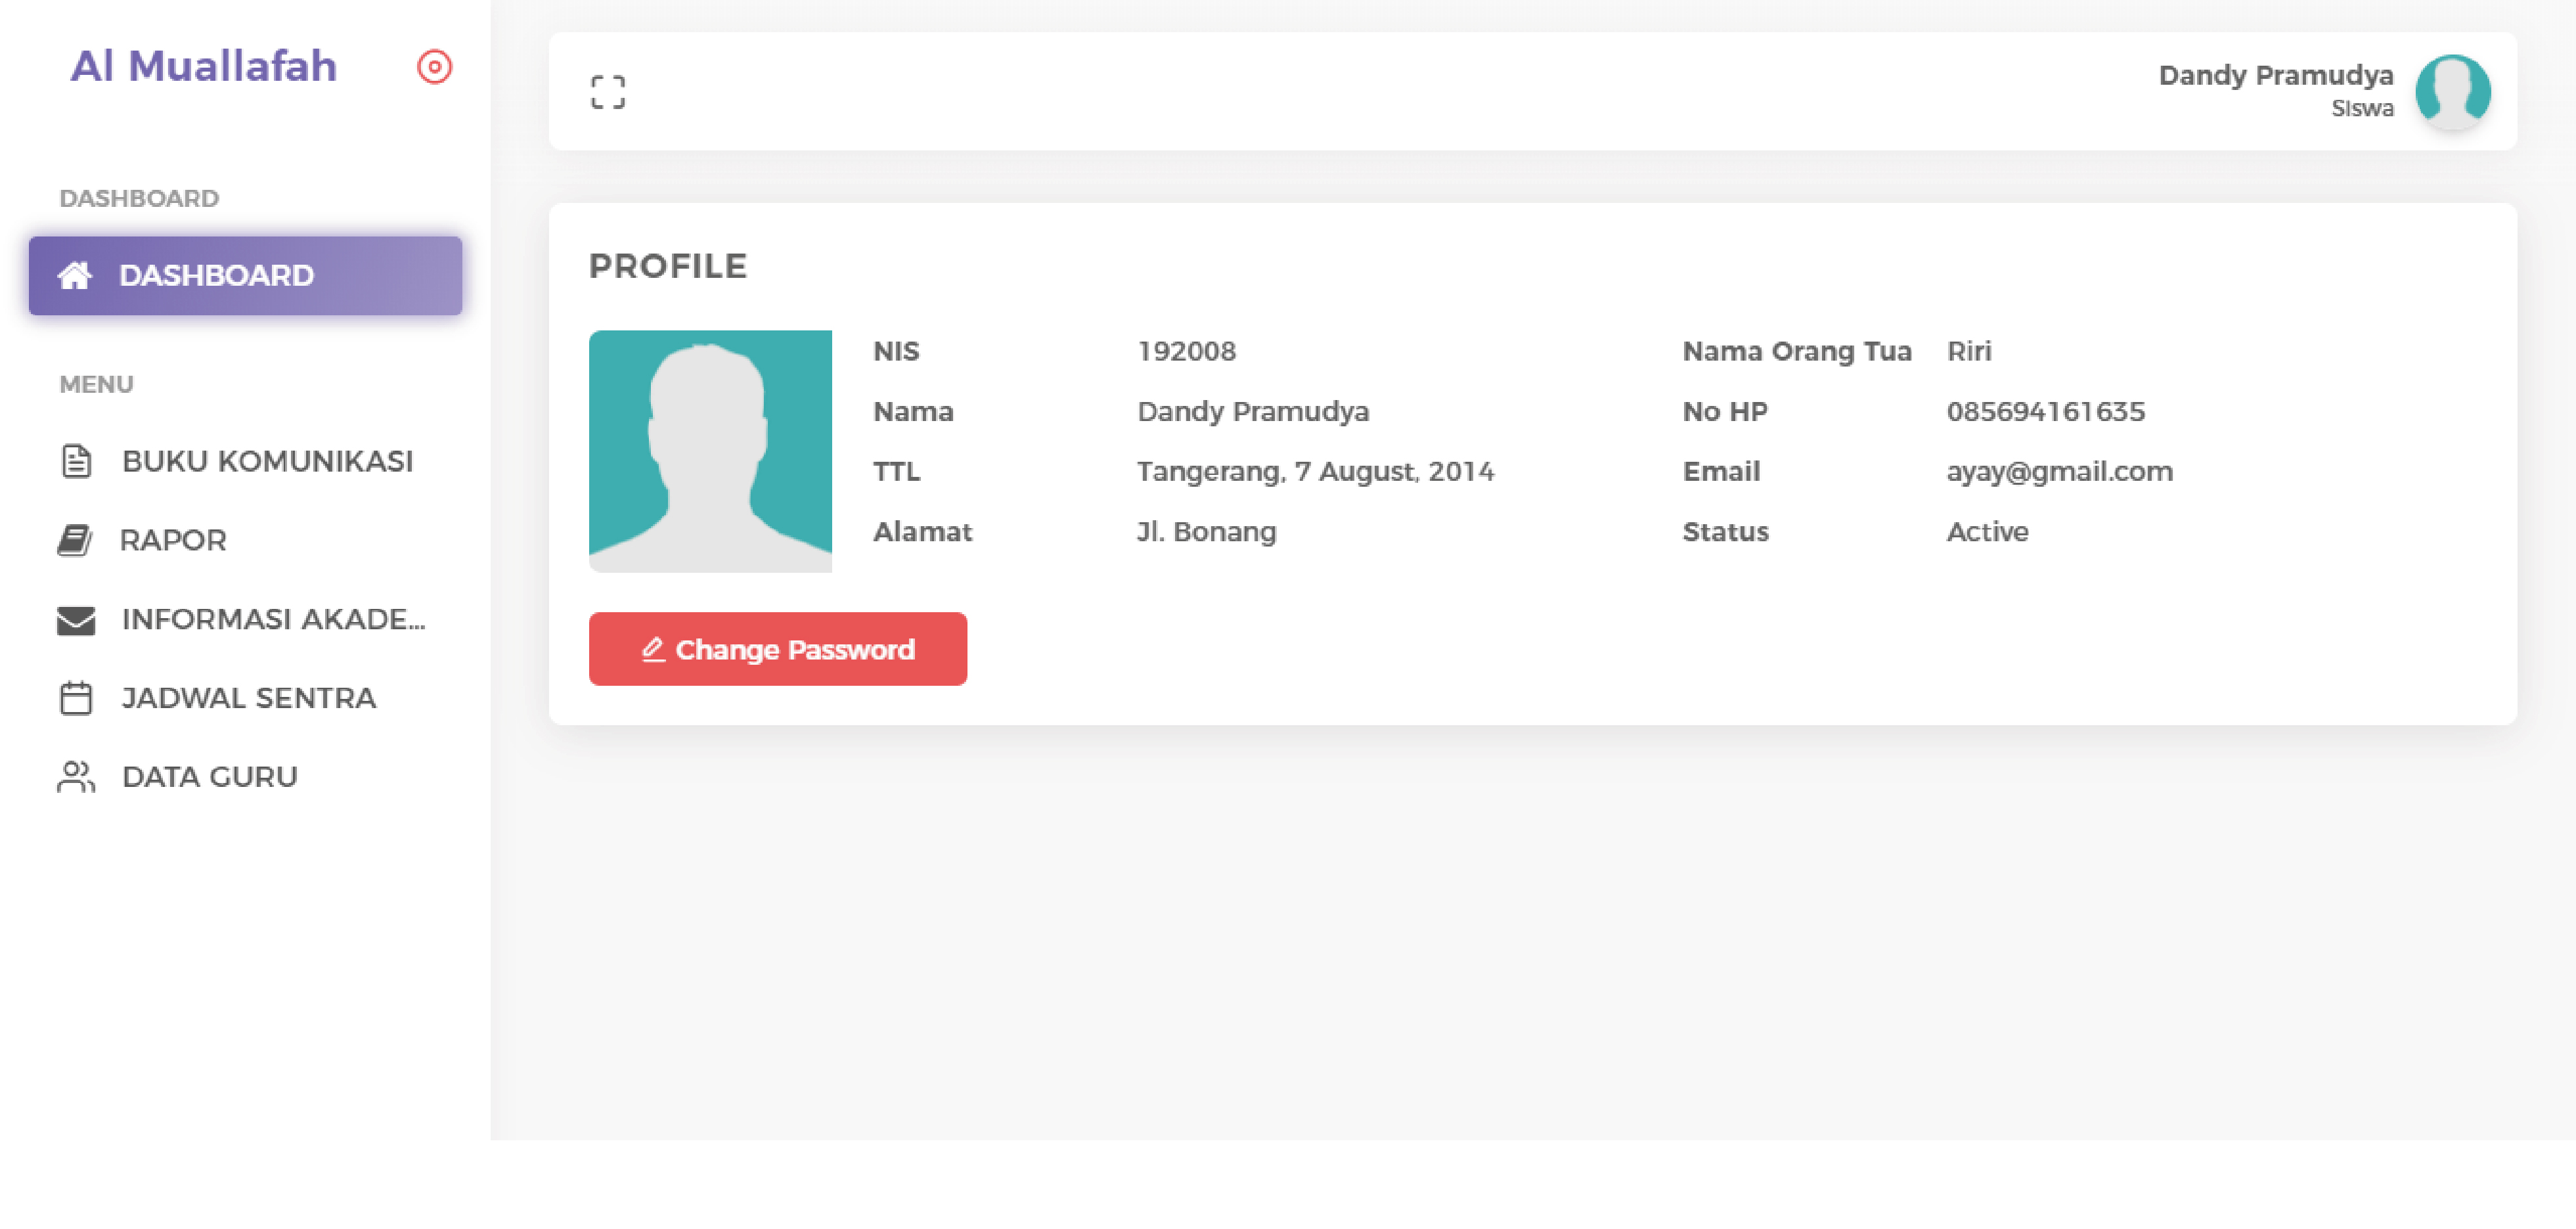 Al Muallafah
DASHBOARD
DASHBOARD
MENU
BUKU KOMUNIKASI
RAPOR
INFORMASI AKADE...
JADWAL SENTRA
DATA GURU
Dandy Pramudya
SIswa
PROFILE
NIS 192008 Nama Orang Tua Riri
Nama Dandy Pramudya No HP 085694161635
TTL Tangerang, 7 August, 2014 Email ayay@gmail.com
Alamat Jl. Bonang Status Active
Change Password